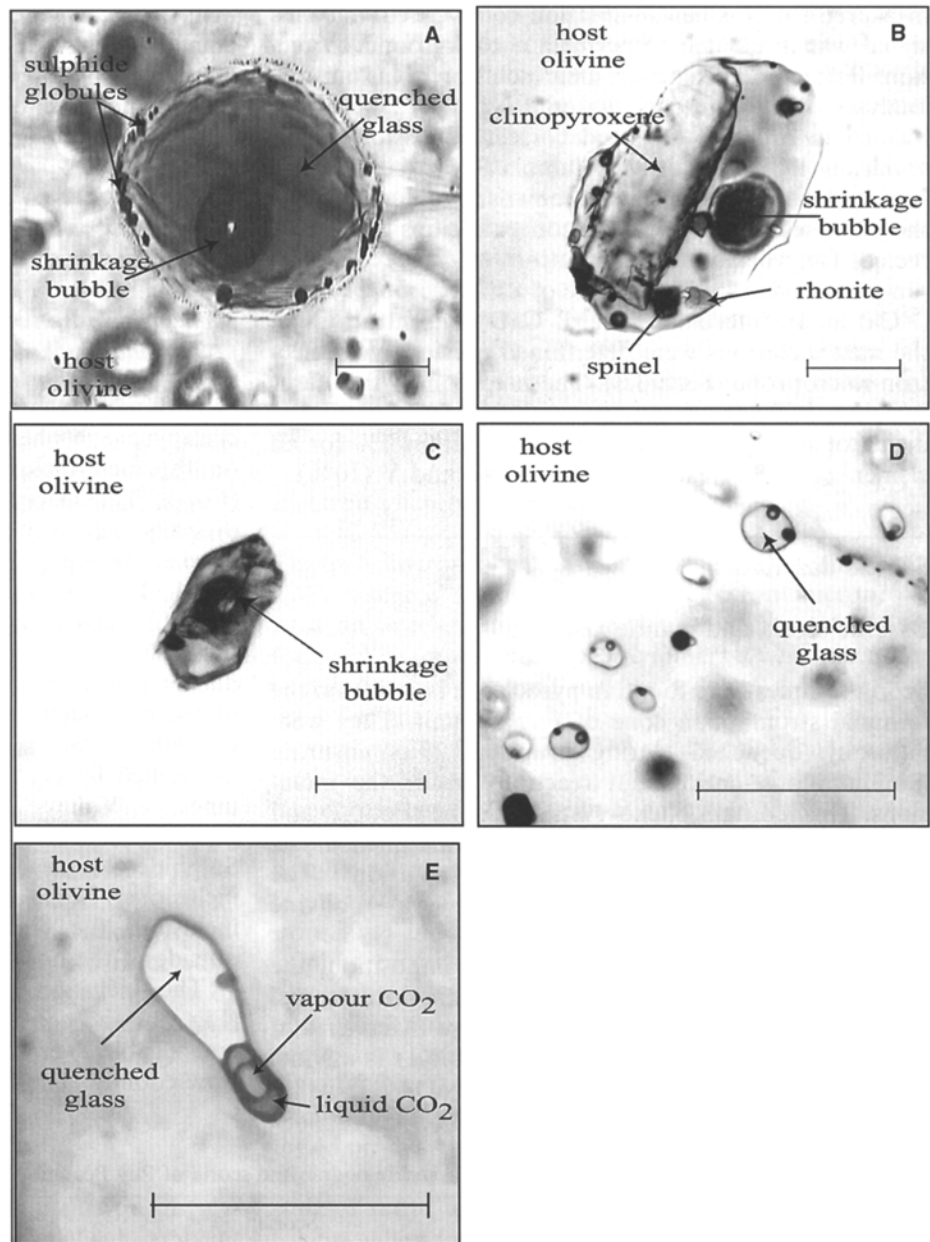 A
sulphide
globules
quenched
glass
shrinkage
bubble
host
olivine
B
host
olivine
clinopyroxene
shrinkage
bubble
rhonite
spinel
C
host
olivine
shrinkage
bubble
D
host
olivine
quenched
glass
E
host
olivine
vapour CO2
quenched
glass
liquid CO2